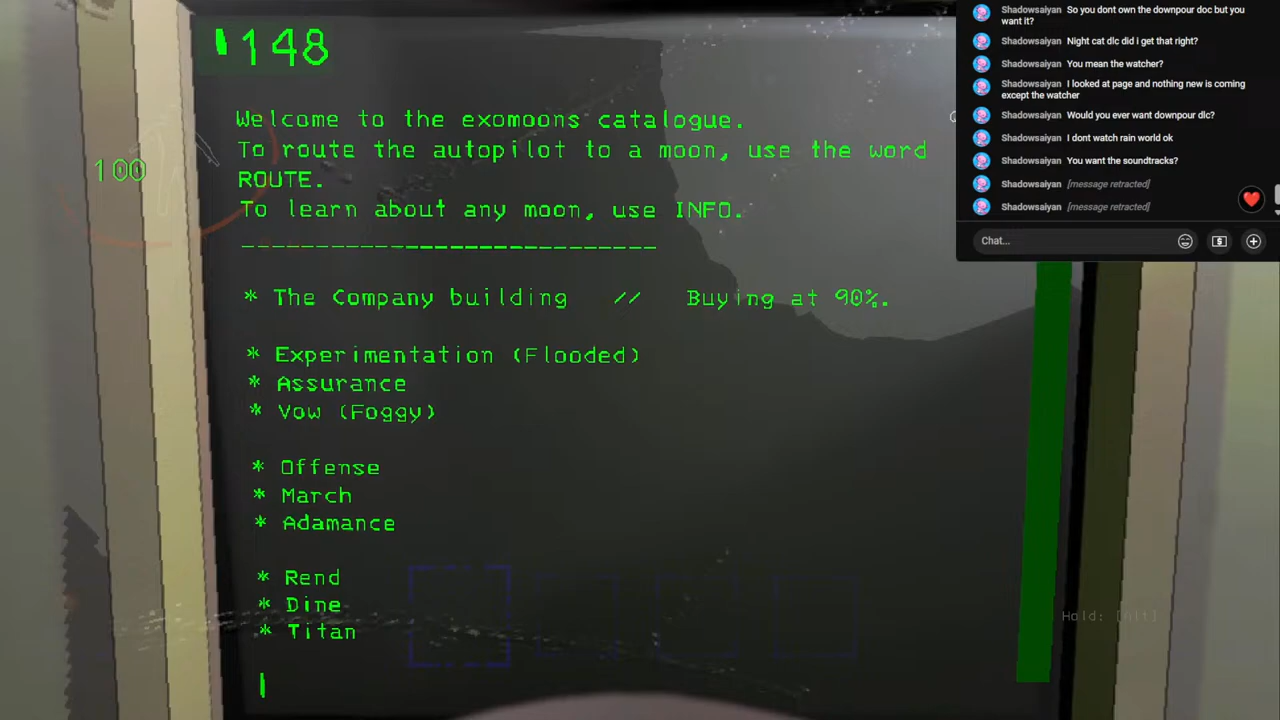 ▮148
100
Welcome to the exomoons catalogue.
To route the autopilot to a moon, use the word
ROUTE.
To learn about any moon, use INFO.
----------------------------
* The Company building // Buying at 90%.
* Experimentation (Flooded)
* Assurance
* Vow (Foggy)
* Offense
* March
* Adamance
* Rend
* Dine
* Titan
Hold: [Alt]
Shadowsaiyan So you dont own the downpour doc but you
want it?
Shadowsaiyan Night cat dlc did i get that right?
Shadowsaiyan You mean the watcher?
Shadowsaiyan I looked at page and nothing new is coming
except the watcher
Shadowsaiyan Would you ever want downpour dlc?
Shadowsaiyan I dont watch rain world ok
Shadowsaiyan You want the soundtracks?
Shadowsaiyan [message retracted]
Shadowsaiyan [message retracted]
Chat...